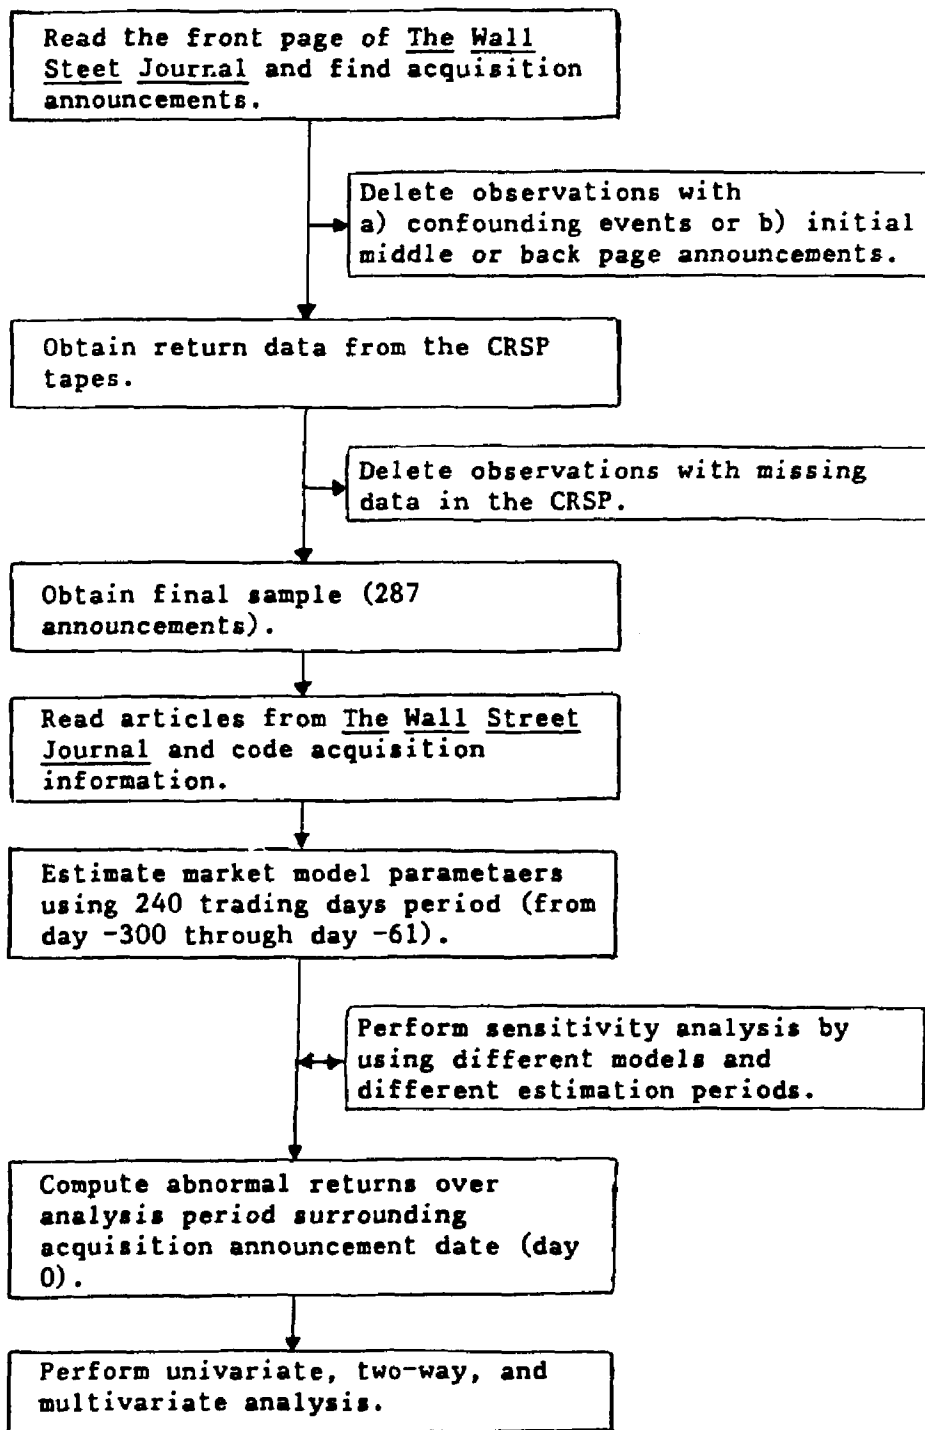 Read the front page of The Wall
Steet Journal and find acquisition
announcements.
Delete observations with
a) confounding events or b) initial
middle or back page announcements.
Obtain return data from the CRSP
tapes.
Delete observations with missing
data in the CRSP.
Obtain final sample (287
announcements).
Read articles from The Wall Street
Journal and code acquisition
information.
Estimate market model parametaers
using 240 trading days period (from
day -300 through day -61).
Perform sensitivity analysis by
using different models and
different estimation periods.
Compute abnormal returns over
analysis period surrounding
acquisition announcement date (day
0).
Perform univariate, two-way, and
multivariate analysis.